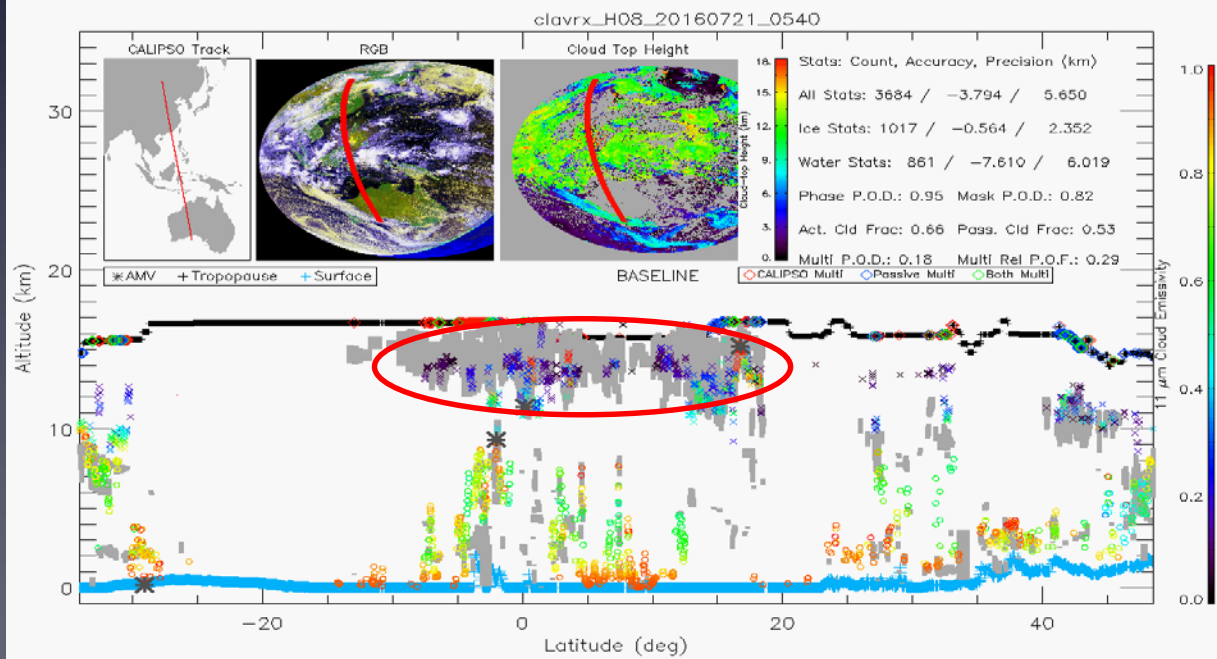 clavrx_H08_20160721_0540
CALIPSO Track
RGB
Cloud Top Height
Stats: Count, Accuracy, Precision (km)
All Stats: 3684 / -3.794 / 5.650
Ice Stats: 1017 / -0.564 / 2.352
Water Stats: 861 / -7.610 / 6.019
Phase P.O.D.: 0.95 Mask P.O.D.: 0.82
Act. Cld Frac: 0.66 Pass. Cld Frac: 0.53
Multi P.O.D.: 0.18 Multi Rel P.O.F.: 0.29
18.
15.
12.
9.
6.
3.
0.
Cloud-top Height (km)
AMV Tropopause Surface
BASELINE
CALIPSO Multi Passive Multi Both Multi
30
20
10
0
Altitude (km)
-20 0 20 40
Latitude (deg)
1.0
0.8
0.6
0.4
0.2
0.0
11 μm Cloud Emissivity